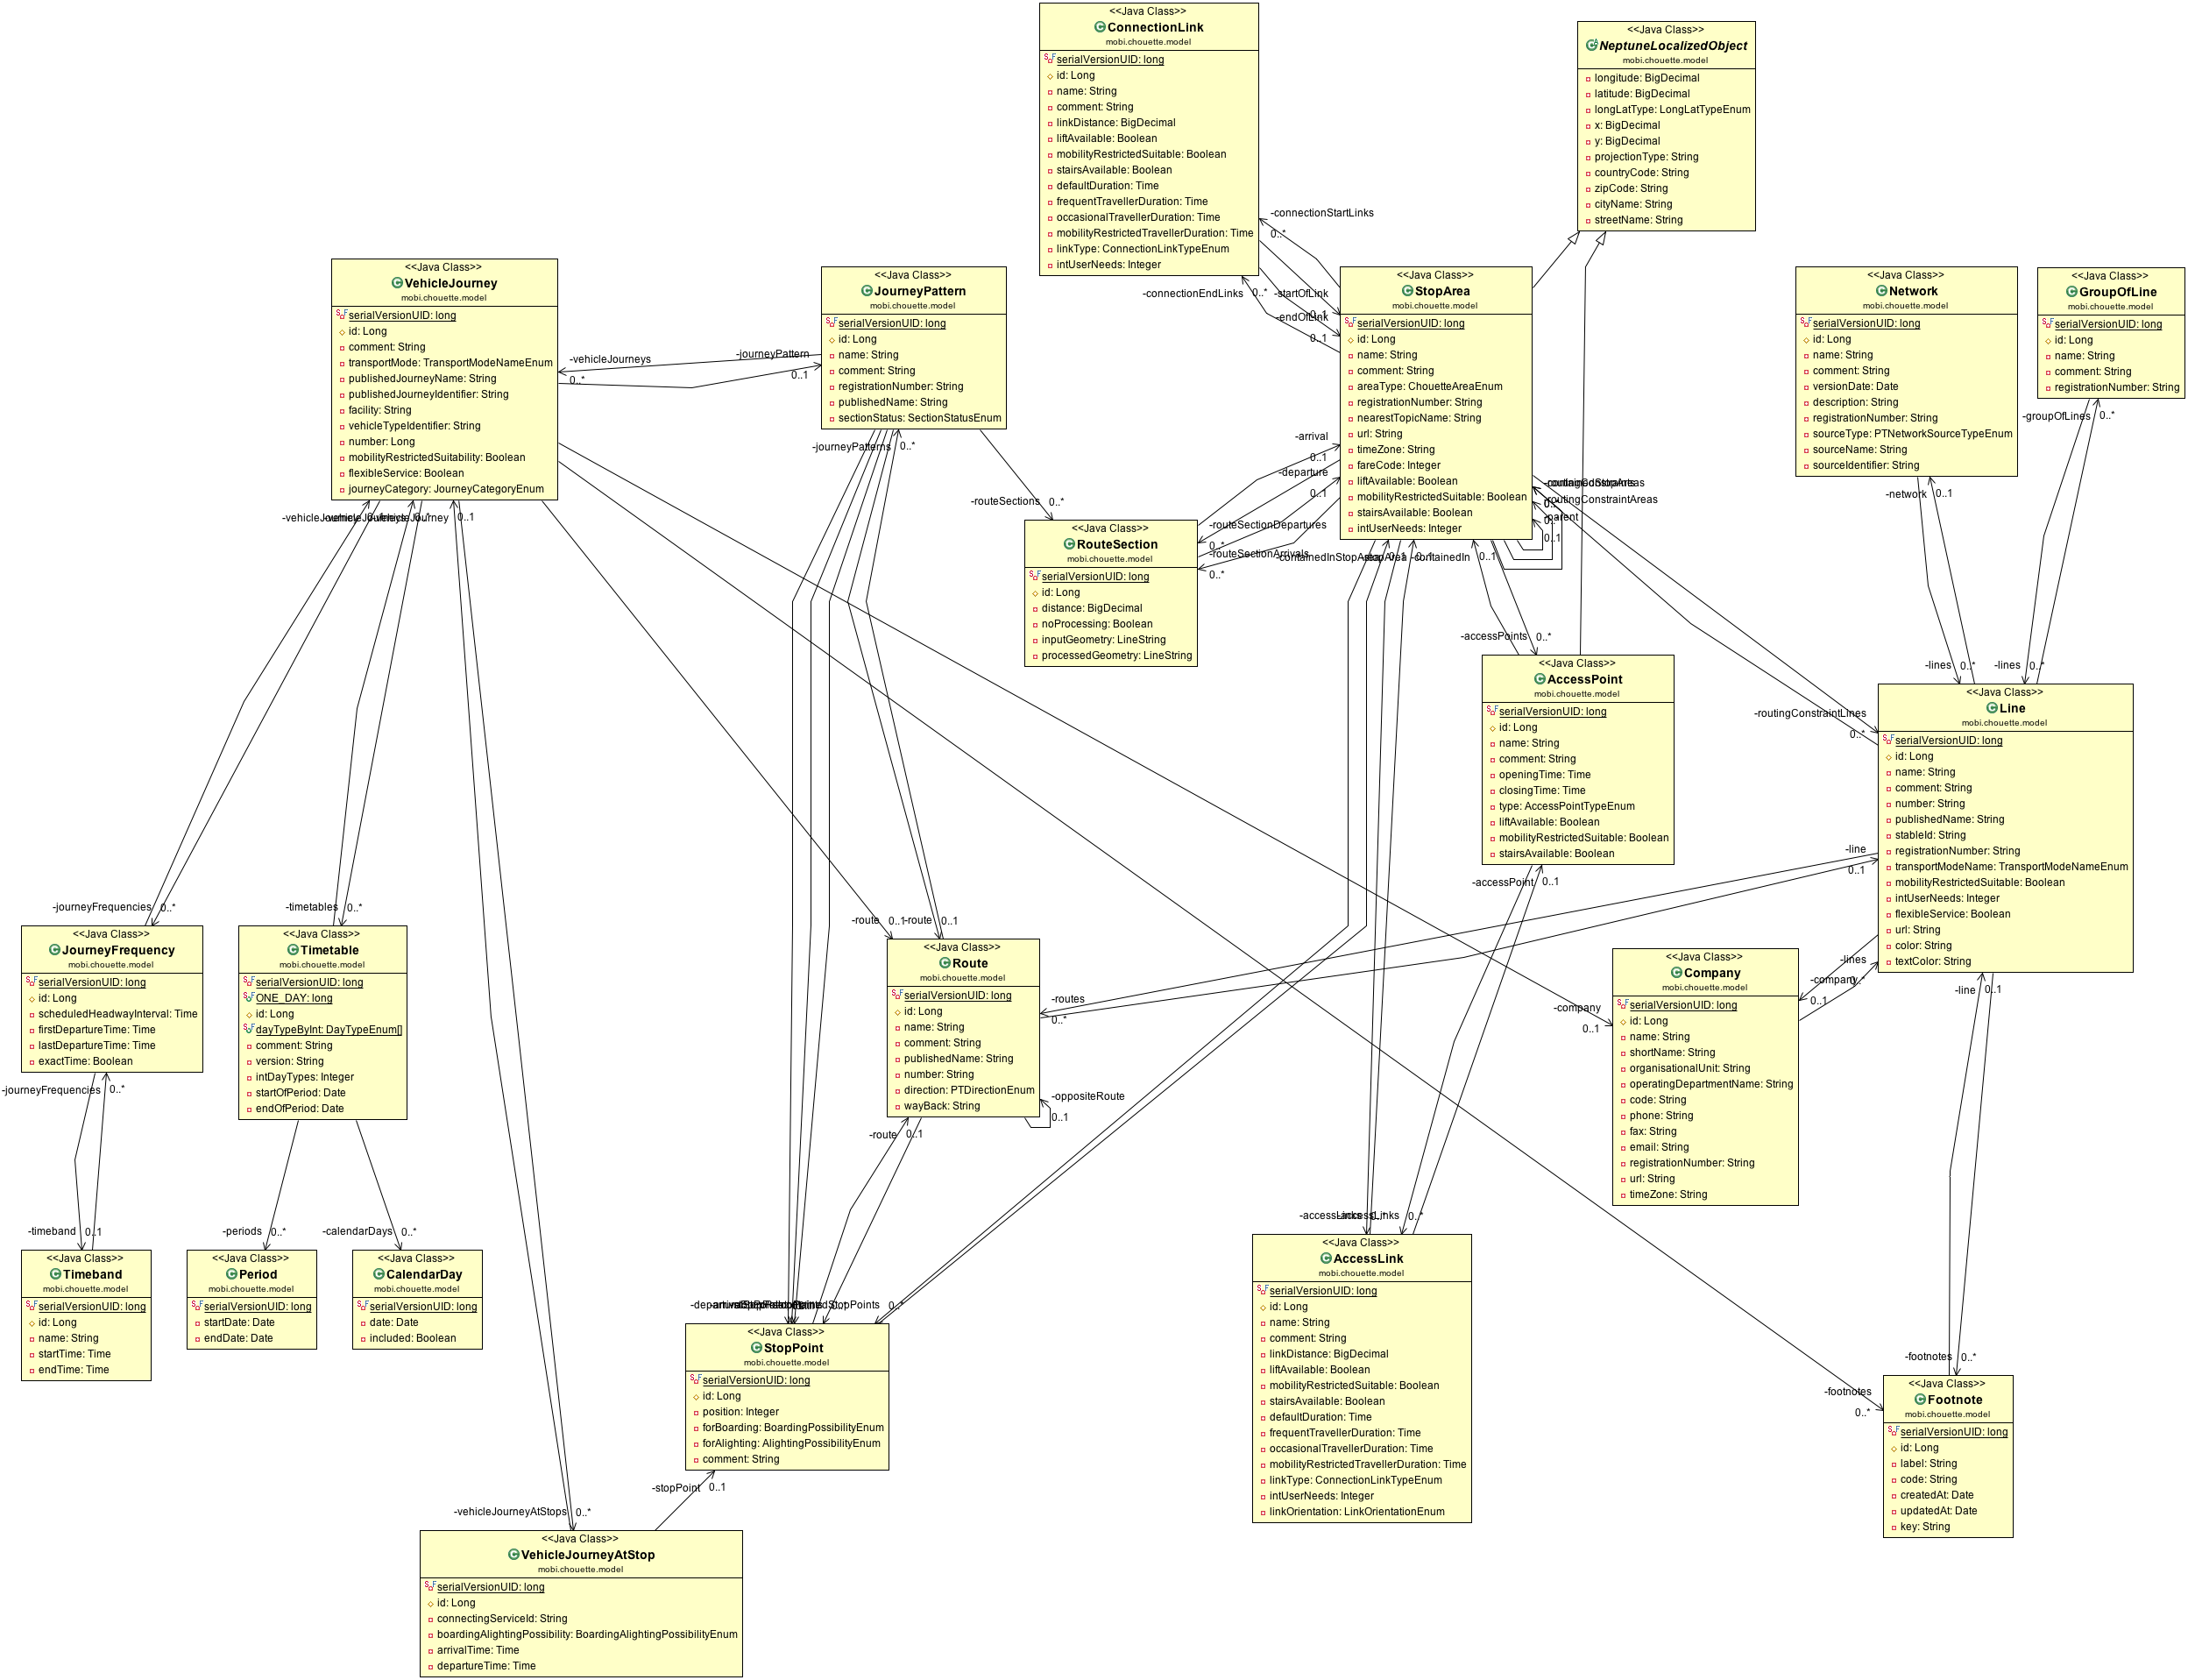 <<Java Class>>
ConnectionLink
mobi.chouette.model
serialVersionUID: long
id: Long
name: String
comment: String
linkDistance: BigDecimal
liftAvailable: Boolean
mobilityRestrictedSuitable: Boolean
stairsAvailable: Boolean
defaultDuration: Time
frequentTravellerDuration: Time
occasionalTravellerDuration: Time
mobilityRestrictedTravellerDuration: Time
linkType: ConnectionLinkTypeEnum
intUserNeeds: Integer
<<Java Class>>
NeptuneLocalizedObject
mobi.chouette.model
longitude: BigDecimal
latitude: BigDecimal
longLatType: LongLatTypeEnum
x: BigDecimal
y: BigDecimal
projectionType: String
countryCode: String
zipCode: String
cityName: String
streetName: String
-connectionStartLinks
0..*
-connectionEndLinks
0..*
-startOfLink
0..1
-endOfLink
0..1
<<Java Class>>
VehicleJourney
mobi.chouette.model
serialVersionUID: long
id: Long
comment: String
transportMode: TransportModeNameEnum
publishedJourneyName: String
publishedJourneyIdentifier: String
facility: String
vehicleTypeIdentifier: String
number: Long
mobilityRestrictedSuitability: Boolean
flexibleService: Boolean
journeyCategory: JourneyCategoryEnum
-vehicleJourneys
0..*
-journeyPattern
0..1
<<Java Class>>
JourneyPattern
mobi.chouette.model
serialVersionUID: long
id: Long
name: String
comment: String
registrationNumber: String
publishedName: String
sectionStatus: SectionStatusEnum
-journeyPatterns
0..*
-routeSections
0..*
<<Java Class>>
StopArea
mobi.chouette.model
serialVersionUID: long
id: Long
name: String
comment: String
areaType: ChouetteAreaEnum
registrationNumber: String
nearestTopicName: String
url: String
timeZone: String
fareCode: Integer
liftAvailable: Boolean
mobilityRestrictedSuitable: Boolean
stairsAvailable: Boolean
intUserNeeds: Integer
<<Java Class>>
Network
mobi.chouette.model
serialVersionUID: long
id: Long
name: String
comment: String
versionDate: Date
description: String
registrationNumber: String
sourceType: PTNetworkSourceTypeEnum
sourceName: String
sourceIdentifier: String
<<Java Class>>
GroupOfLine
mobi.chouette.model
serialVersionUID: long
id: Long
name: String
comment: String
registrationNumber: String
-groupOfLines
0..*
-network
0..1
-lines
0..*
-lines
0..*
-arrival
0..1
-departure
0..1
-routeSectionDepartures
0..*
-routeSectionArrivals
0..*
-routingConstraintAreas
-parent
0..1
-containedIn
0..1
0..1
<<Java Class>>
RouteSection
mobi.chouette.model
serialVersionUID: long
id: Long
distance: BigDecimal
noProcessing: Boolean
inputGeometry: LineString
processedGeometry: LineString
-accessPoints
0..*
<<Java Class>>
AccessPoint
mobi.chouette.model
serialVersionUID: long
id: Long
name: String
comment: String
openingTime: Time
closingTime: Time
type: AccessPointTypeEnum
liftAvailable: Boolean
mobilityRestrictedSuitable: Boolean
stairsAvailable: Boolean
-accessPoint
0..1
-routingConstraintLines
0..*
<<Java Class>>
Line
mobi.chouette.model
serialVersionUID: long
id: Long
name: String
comment: String
number: String
publishedName: String
stableId: String
registrationNumber: String
transportModeName: TransportModeNameEnum
mobilityRestrictedSuitable: Boolean
intUserNeeds: Integer
flexibleService: Boolean
url: String
color: String
textColor: String
-line
0..1
-lines
0..*
-company
0..1
-line
0..1
-journeyFrequencies
0..*
<<Java Class>>
JourneyFrequency
mobi.chouette.model
serialVersionUID: long
id: Long
scheduledHeadwayInterval: Time
firstDepartureTime: Time
lastDepartureTime: Time
exactTime: Boolean
-journeyFrequencies
0..*
-timetables
0..*
<<Java Class>>
Timetable
mobi.chouette.model
serialVersionUID: long
ONE_DAY: long
id: Long
dayTypeByInt: DayTypeEnum[]
comment: String
version: String
intDayTypes: Integer
startOfPeriod: Date
endOfPeriod: Date
-route
0..1
-route
0..1
<<Java Class>>
Route
mobi.chouette.model
serialVersionUID: long
id: Long
name: String
comment: String
publishedName: String
number: String
direction: PTDirectionEnum
wayBack: String
-routes
0..*
-oppositeRoute
0..1
-route
0..1
-company
0..1
<<Java Class>>
Company
mobi.chouette.model
serialVersionUID: long
id: Long
name: String
shortName: String
organisationalUnit: String
operatingDepartmentName: String
code: String
phone: String
fax: String
email: String
registrationNumber: String
url: String
timeZone: String
-timeband
0..1
<<Java Class>>
Timeband
mobi.chouette.model
serialVersionUID: long
id: Long
name: String
startTime: Time
endTime: Time
-periods
0..*
<<Java Class>>
Period
mobi.chouette.model
serialVersionUID: long
startDate: Date
endDate: Date
-calendarDays
0..*
<<Java Class>>
CalendarDay
mobi.chouette.model
serialVersionUID: long
date: Date
included: Boolean
0..*
<<Java Class>>
StopPoint
mobi.chouette.model
serialVersionUID: long
id: Long
position: Integer
forBoarding: BoardingPossibilityEnum
forAlighting: AlightingPossibilityEnum
comment: String
-stopPoint
0..1
0..*
<<Java Class>>
AccessLink
mobi.chouette.model
serialVersionUID: long
id: Long
name: String
comment: String
linkDistance: BigDecimal
liftAvailable: Boolean
mobilityRestrictedSuitable: Boolean
stairsAvailable: Boolean
defaultDuration: Time
frequentTravellerDuration: Time
occasionalTravellerDuration: Time
mobilityRestrictedTravellerDuration: Time
linkType: ConnectionLinkTypeEnum
intUserNeeds: Integer
linkOrientation: LinkOrientationEnum
-footnotes
0..*
-footnotes
0..*
<<Java Class>>
Footnote
mobi.chouette.model
serialVersionUID: long
id: Long
label: String
code: String
createdAt: Date
updatedAt: Date
key: String
-vehicleJourneyAtStops
0..*
<<Java Class>>
VehicleJourneyAtStop
mobi.chouette.model
serialVersionUID: long
id: Long
connectingServiceId: String
boardingAlightingPossibility: BoardingAlightingPossibilityEnum
arrivalTime: Time
departureTime: Time